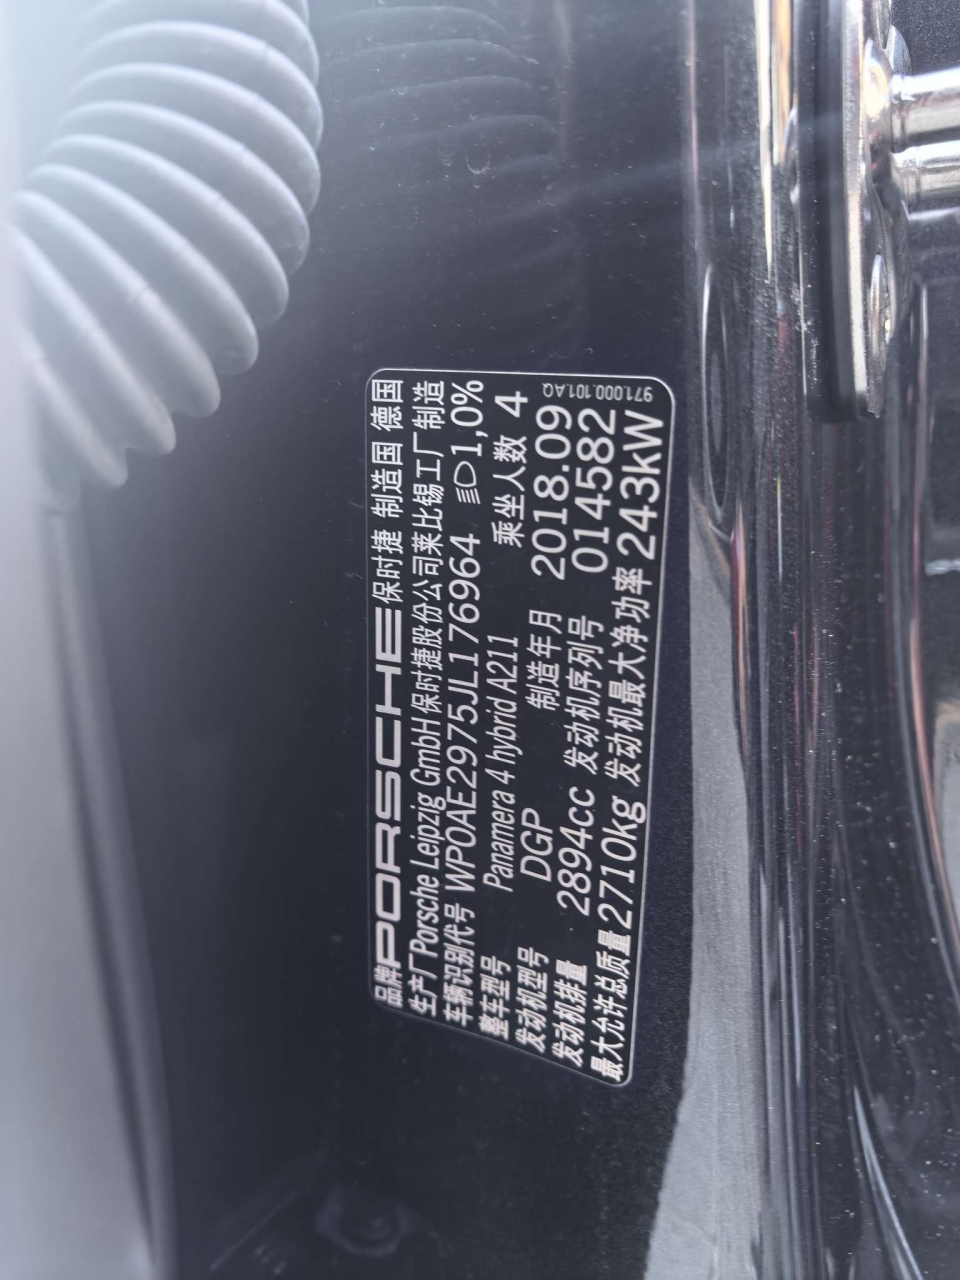 品牌 PORSCHE 保时捷 制造国 德国
生产厂 Porsche Leipzig GmbH 保时捷股份公司莱比锡工厂制造
车辆识别代号 WP0AE2975JL176964 1,0%
整车型号 Panamera 4 hybrid A211 乘坐人数 4
发动机型号 DGP 制造年月 2018.09
发动机排量 2894cc 发动机序列号 014582
最大允许总质量 2710kg 发动机最大净功率 243kW
971.000.101.AQ